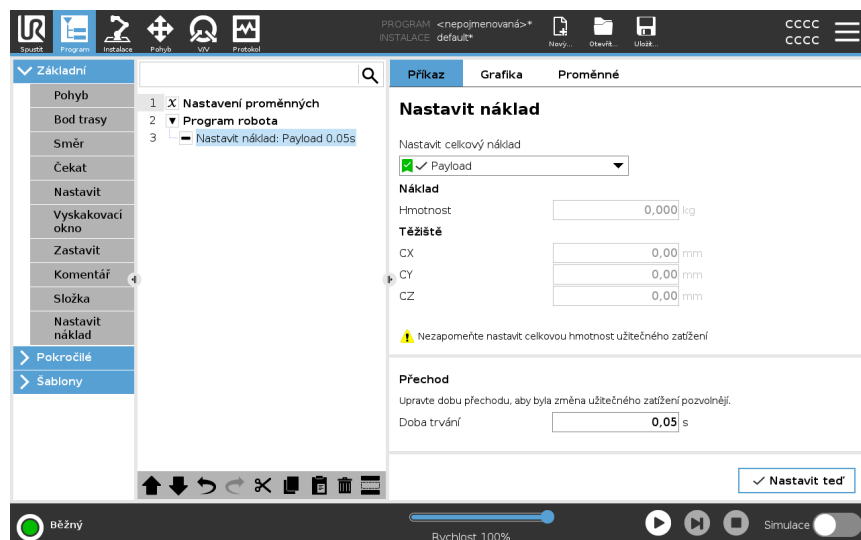 PROGRAM <nepojmenovaná>*
INSTALACE default*
Spustit
Program
Instalace
Pohyb
V/V
Protokol
Nový...
Otevřít...
Uložit...
cccc
cccc
Základní
Pohyb
Bod trasy
Směr
Čekat
Nastavit
Vyskakovací
okno
Zastavit
Komentář
Složka
Nastavit
náklad
Pokročilé
Šablony
1 X Nastavení proměnných
2 Program robota
3 Nastavit náklad: Payload 0.05s
Příkaz
Grafika
Proměnné
Nastavit náklad
Nastavit celkový náklad
Payload
Náklad
Hmotnost 0,000 kg
Těžiště
CX 0,00 mm
CY 0,00 mm
CZ 0,00 mm
Nezapomeňte nastavit celkovou hmotnost užitečného zatížení
Přechod
Upravte dobu přechodu, aby byla změna užitečného zatížení pozvolnějí.
Doba trvání 0,05 s
Nastavit teď
Běžný
Rychlost 100%
Simulace